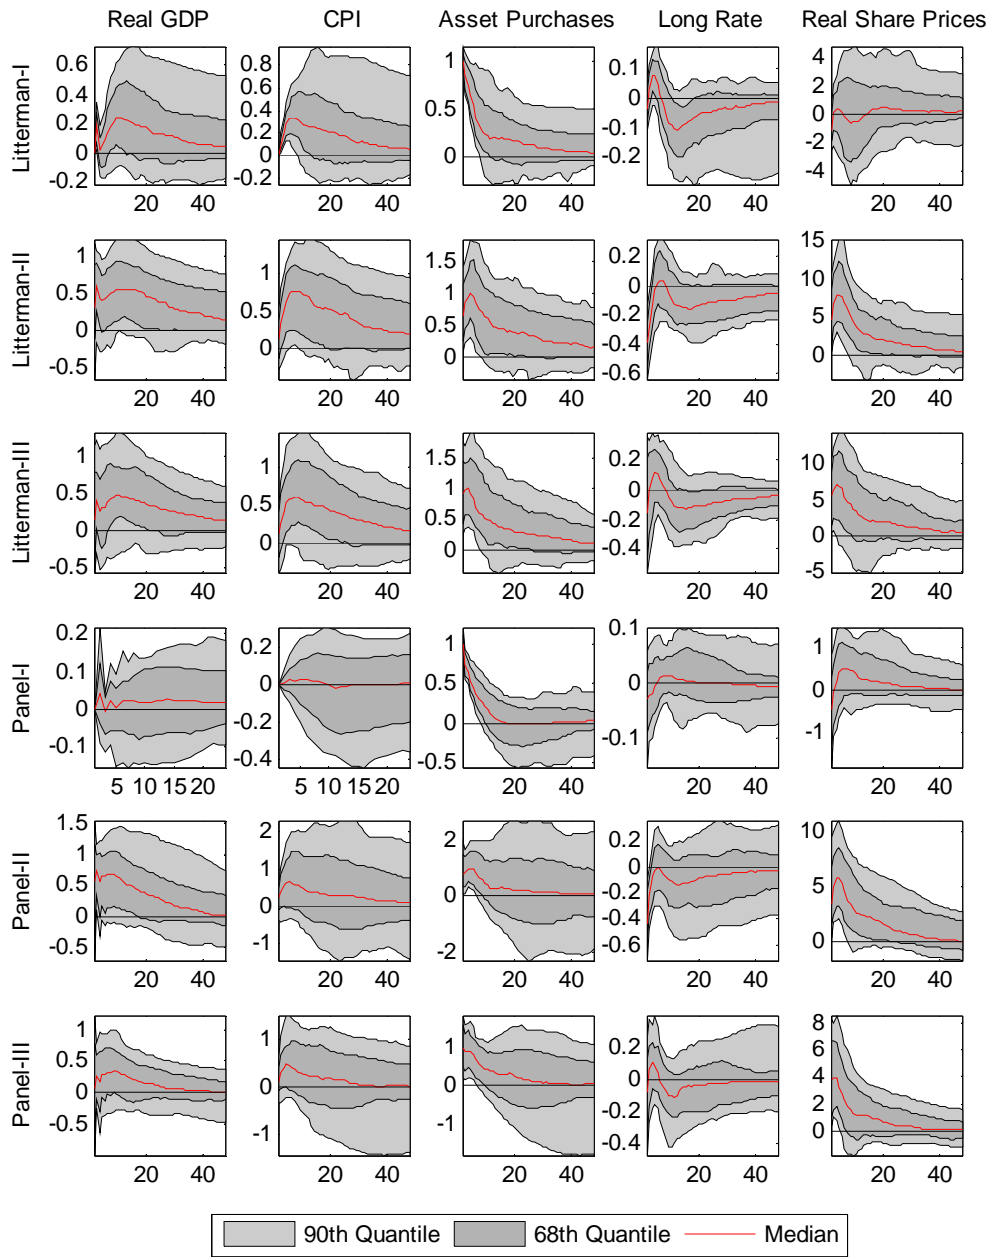 Real GDP CPI Asset Purchases Long Rate Real Share Prices
Litterman-I
0.6 0.4 0.2 0 -0.2 20 40
0.8 0.6 0.4 0.2 0 -0.2 20 40
1 0.5 0 20 40
0.1 0 -0.1 -0.2 20 40
4 2 0 -2 -4 20 40
Litterman-II
1 0.5 0 -0.5 20 40
1 0.5 0 20 40
1.5 1 0.5 0 20 40
0.2 0 -0.2 -0.4 -0.6 20 40
15 10 5 0 20 40
Litterman-III
1 0.5 0 -0.5 20 40
1 0.5 0 20 40
1.5 1 0.5 0 20 40
0.2 0 -0.2 -0.4 20 40
10 5 0 -5 20 40
Panel-I
0.2 0.1 0 -0.1 5 10 15 20
0.2 0 -0.2 -0.4 5 10 15 20
1 0.5 0 -0.5 20 40
0.1 0 -0.1 20 40
1 0 -1 20 40
Panel-II
1.5 1 0.5 0 -0.5 20 40
2 1 0 -1 20 40
2 0 -2 20 40
0.2 0 -0.2 -0.4 -0.6 20 40
10 5 0 20 40
Panel-III
1 0.5 0 -0.5 20 40
1 0 -1 20 40
1 0 -1 20 40
0.2 0 -0.2 -0.4 20 40
8 6 4 2 0 20 40
90th Quantile 68th Quantile Median